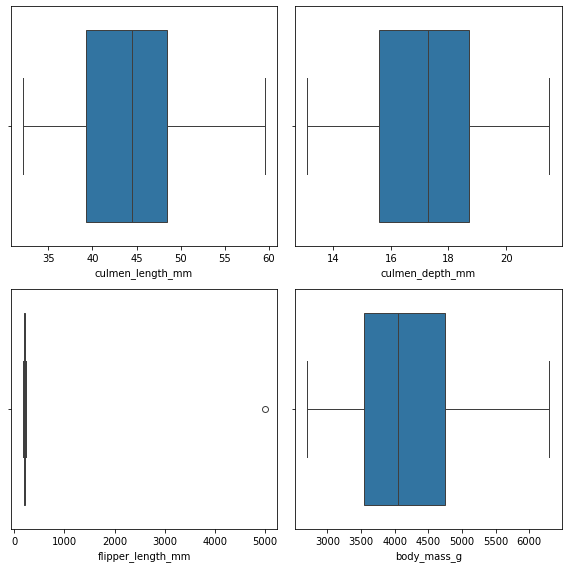 35 40 45 50 55 60
culmen_length_mm
14 16 18 20
culmen_depth_mm
0 1000 2000 3000 4000 5000
flipper_length_mm
3000 3500 4000 4500 5000 5500 6000
body_mass_g